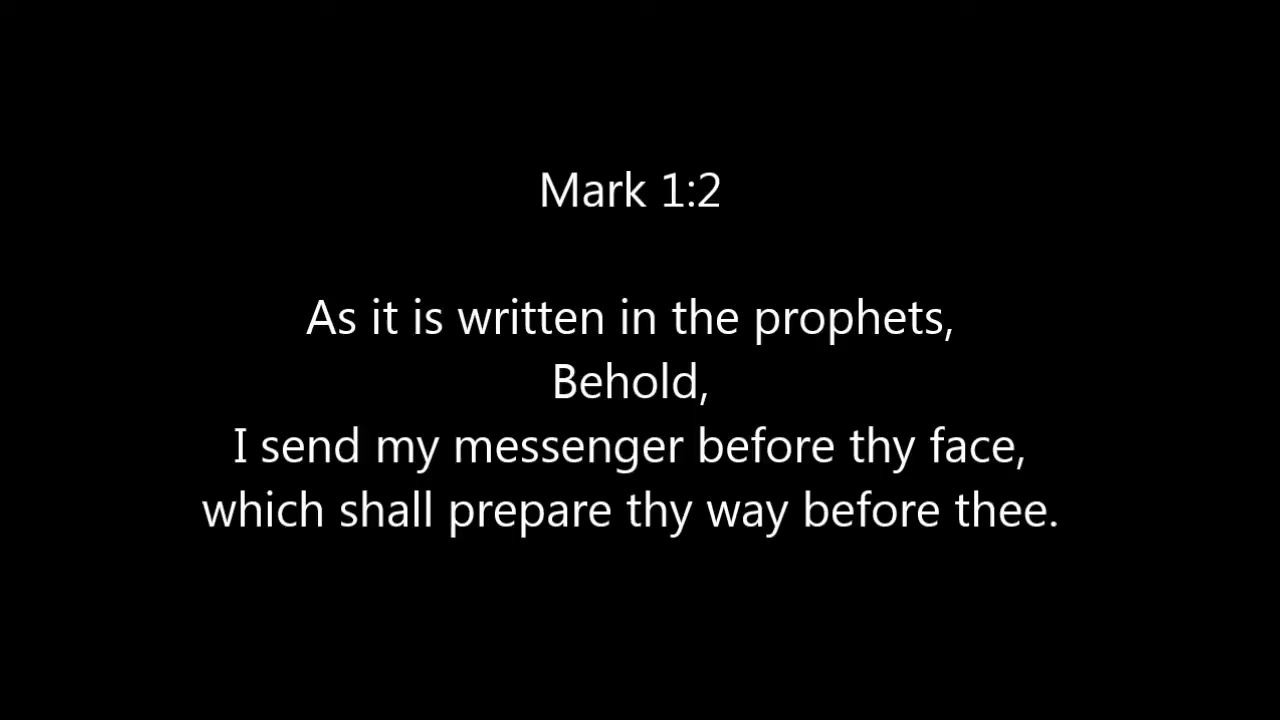 Mark 1:2
As it is written in the prophets,
Behold,
I send my messenger before thy face,
which shall prepare thy way before thee.